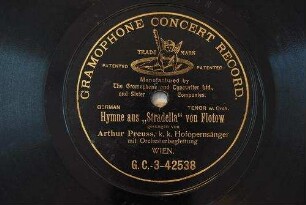 GRAMOPHONE CONCERT RECORD.
TRADE MARK
PATENTED PATENTED
Manufactured by
The Gramophone and Typewriter Ltd.,
and Sister Companies.
GERMAN TENOR m. Orch.
Hymne aus „Stradella“ von Flotow
gesungen von
Arthur Preuss, k. k. Hofopernsänger
mit Orchesterbegleitung
WIEN.
G.C.-3-42538